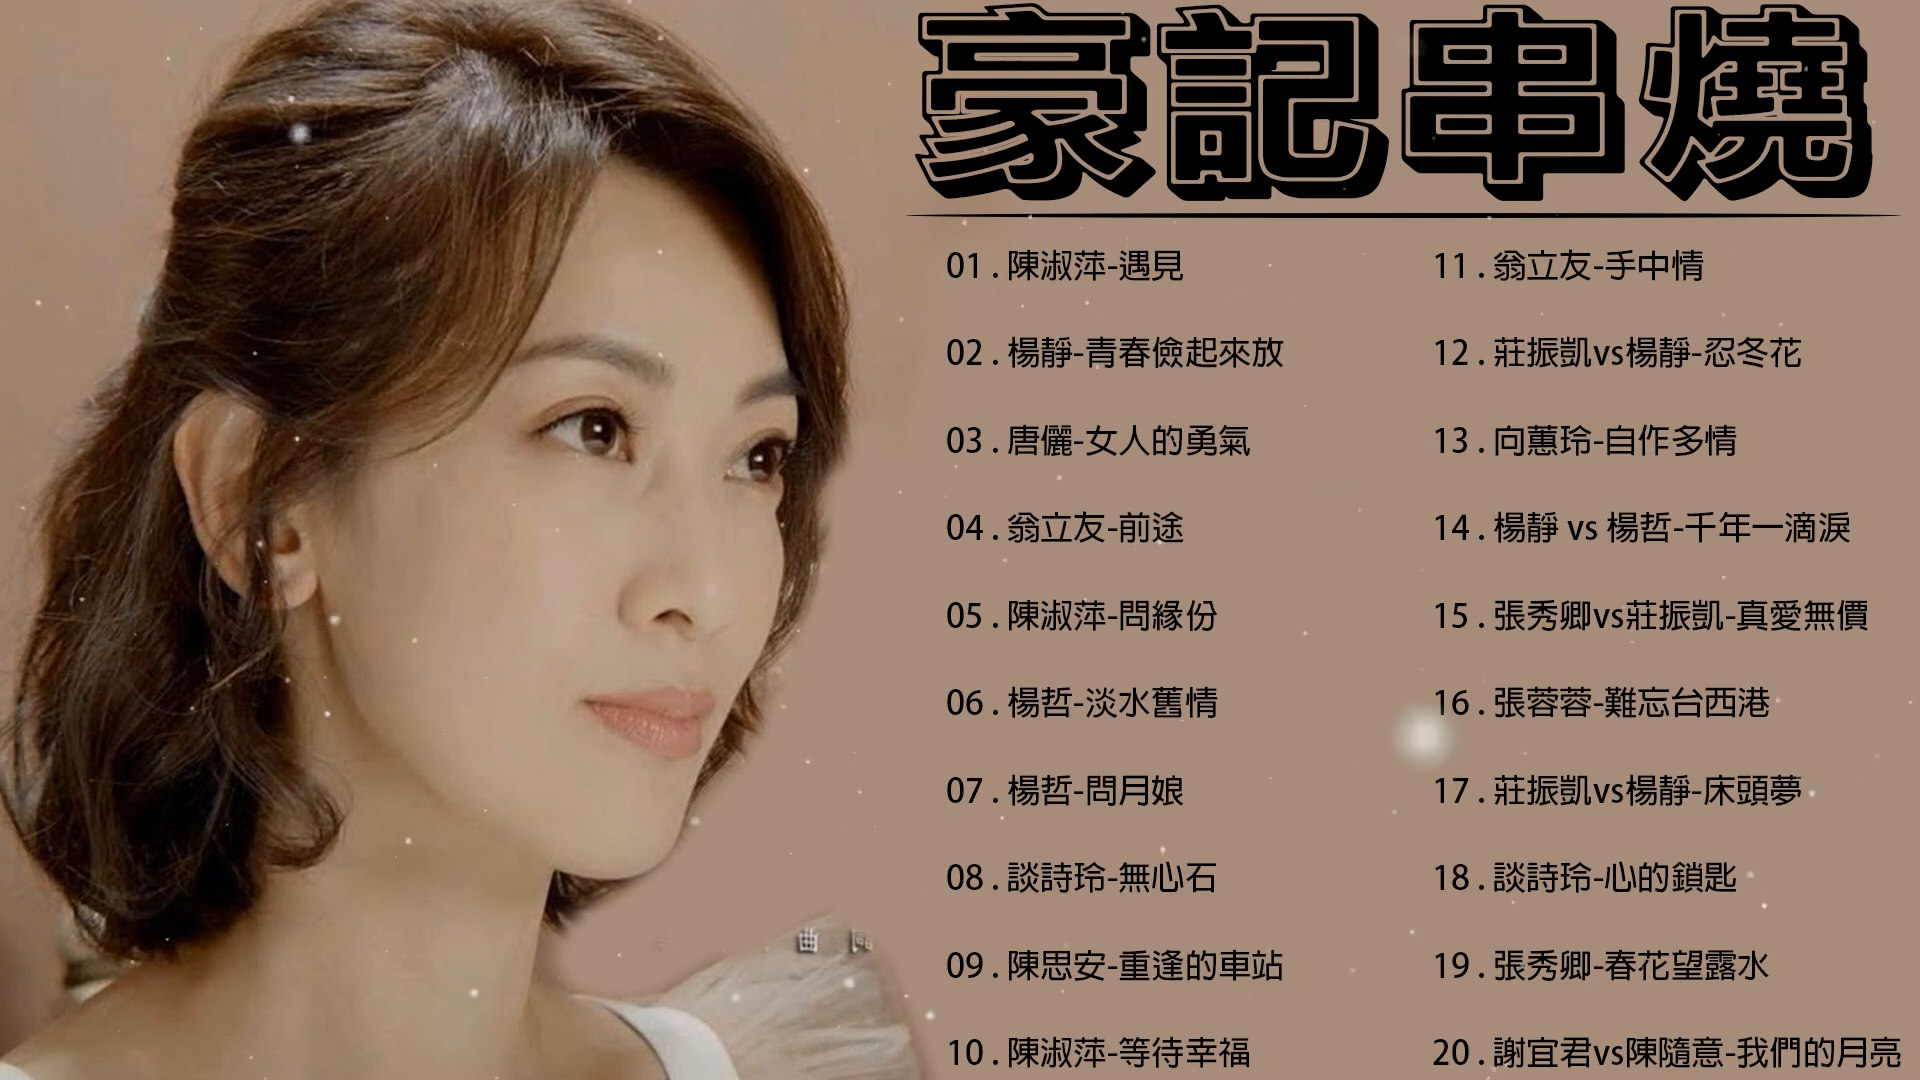 豪記串燒
01 . 陳淑萍-遇見
02 . 楊靜-青春儉起來放
03 . 唐儷-女人的勇氣
04 . 翁立友-前途
05 . 陳淑萍-問緣份
06 . 楊哲-淡水舊情
07 . 楊哲-問月娘
08 . 談詩玲-無心石
09 . 陳思安-重逢的車站
10 . 陳淑萍-等待幸福
11 . 翁立友-手中情
12 . 莊振凱vs楊靜-忍冬花
13 . 向蕙玲-自作多情
14 . 楊靜 vs 楊哲-千年一滴淚
15 . 張秀卿vs莊振凱-真愛無價
16 . 張蓉蓉-難忘台西港
17 . 莊振凱vs楊靜-床頭夢
18 . 談詩玲-心的鎖匙
19 . 張秀卿-春花望露水
20 . 謝宜君vs陳隨意-我們的月亮
曲